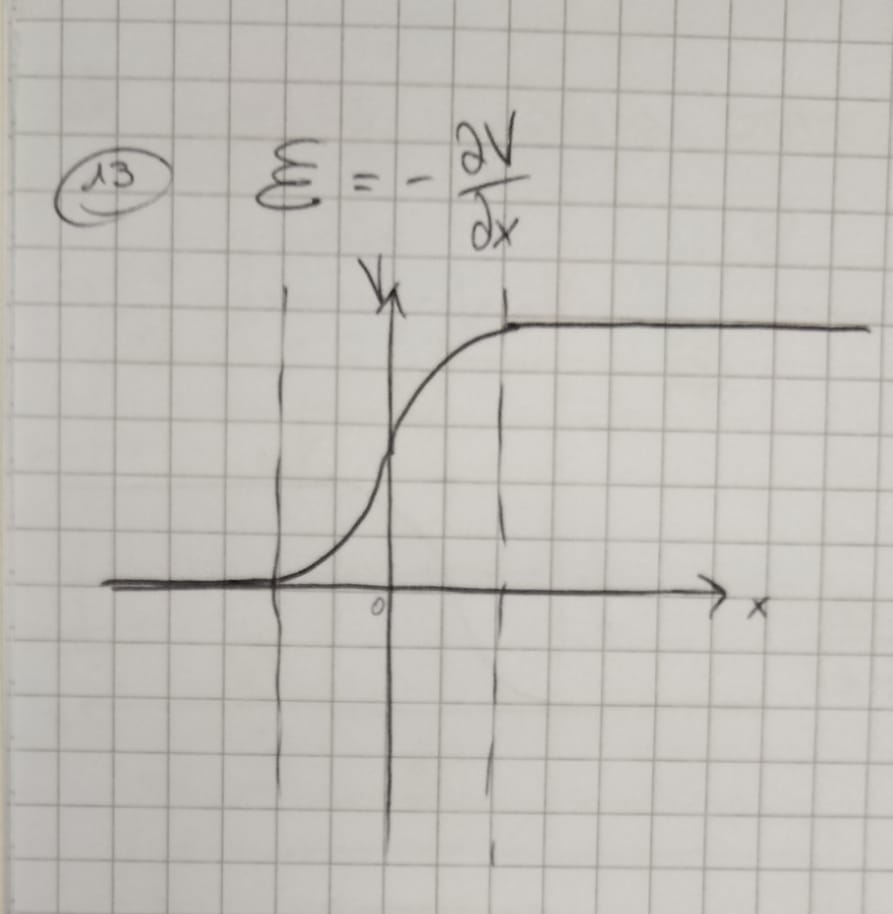 13 ℰ = - ∂V/∂x
V
0
x